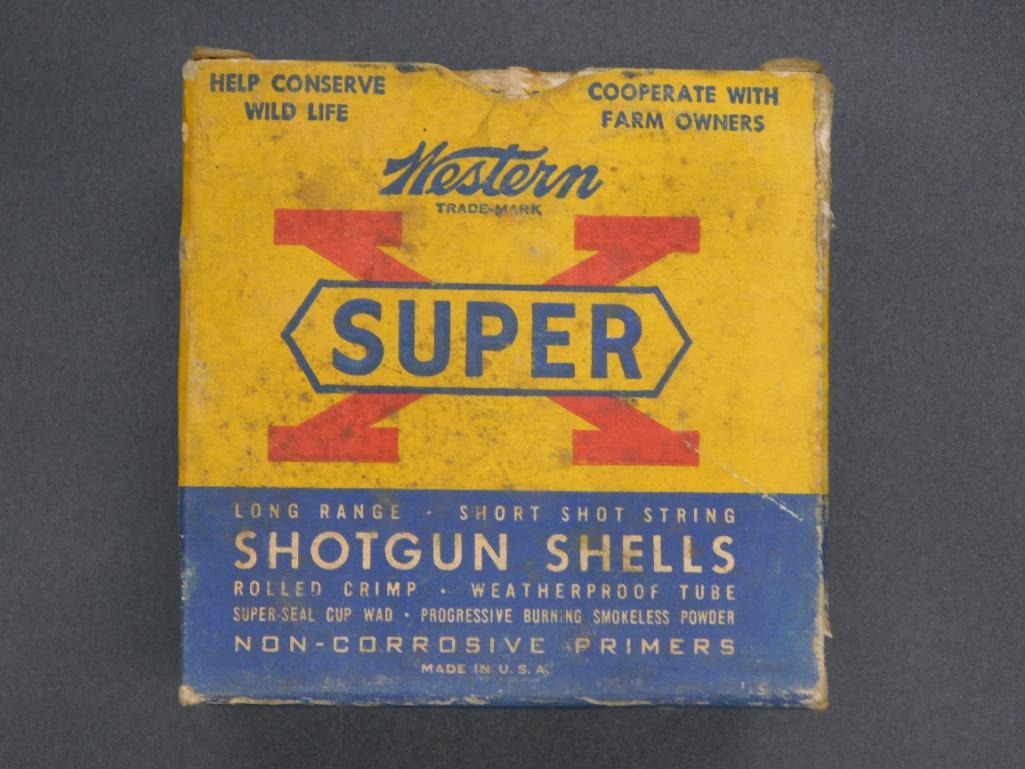 HELP CONSERVE
WILD LIFE
COOPERATE WITH
FARM OWNERS
Western
TRADE-MARK
X
SUPER
LONG RANGE · SHORT SHOT STRING
SHOTGUN SHELLS
ROLLED CRIMP · WEATHERPROOF TUBE
SUPER-SEAL CUP WAD · PROGRESSIVE BURNING SMOKELESS POWDER
NON-CORROSIVE PRIMERS
MADE IN U.S.A.